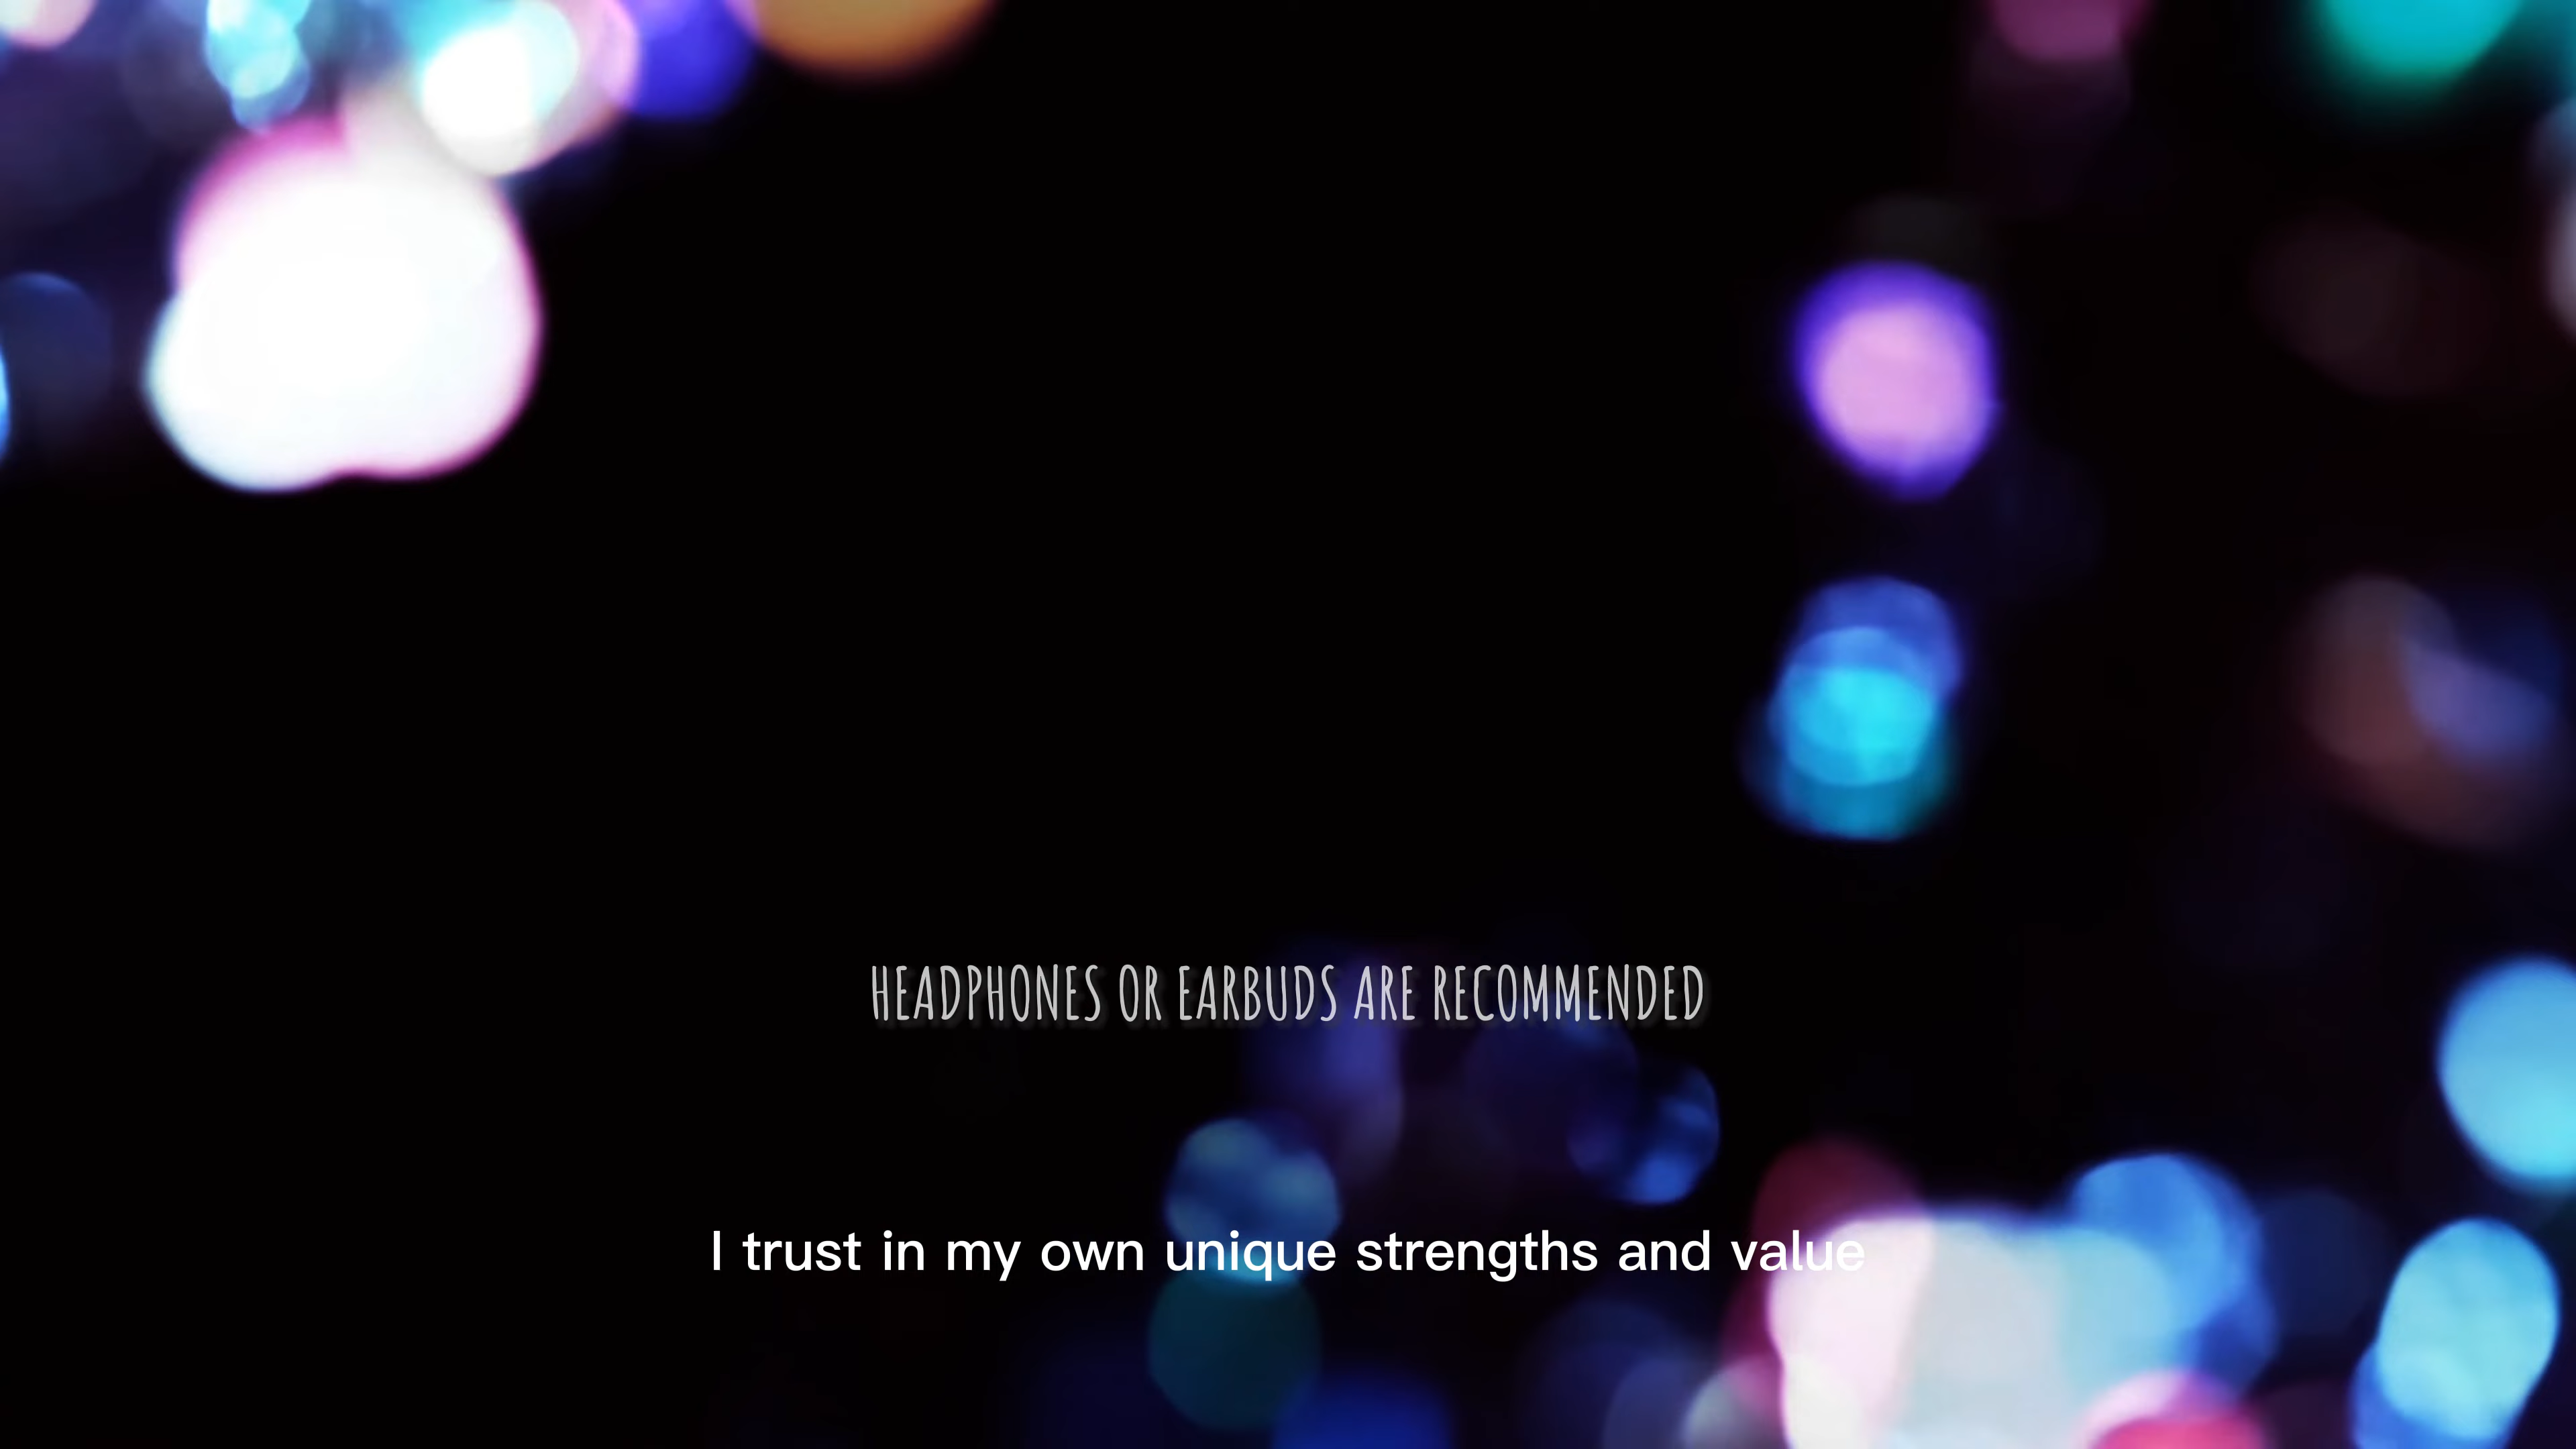 HEADPHONES OR EARBUDS ARE RECOMMENDED
I trust in my own unique strengths and value